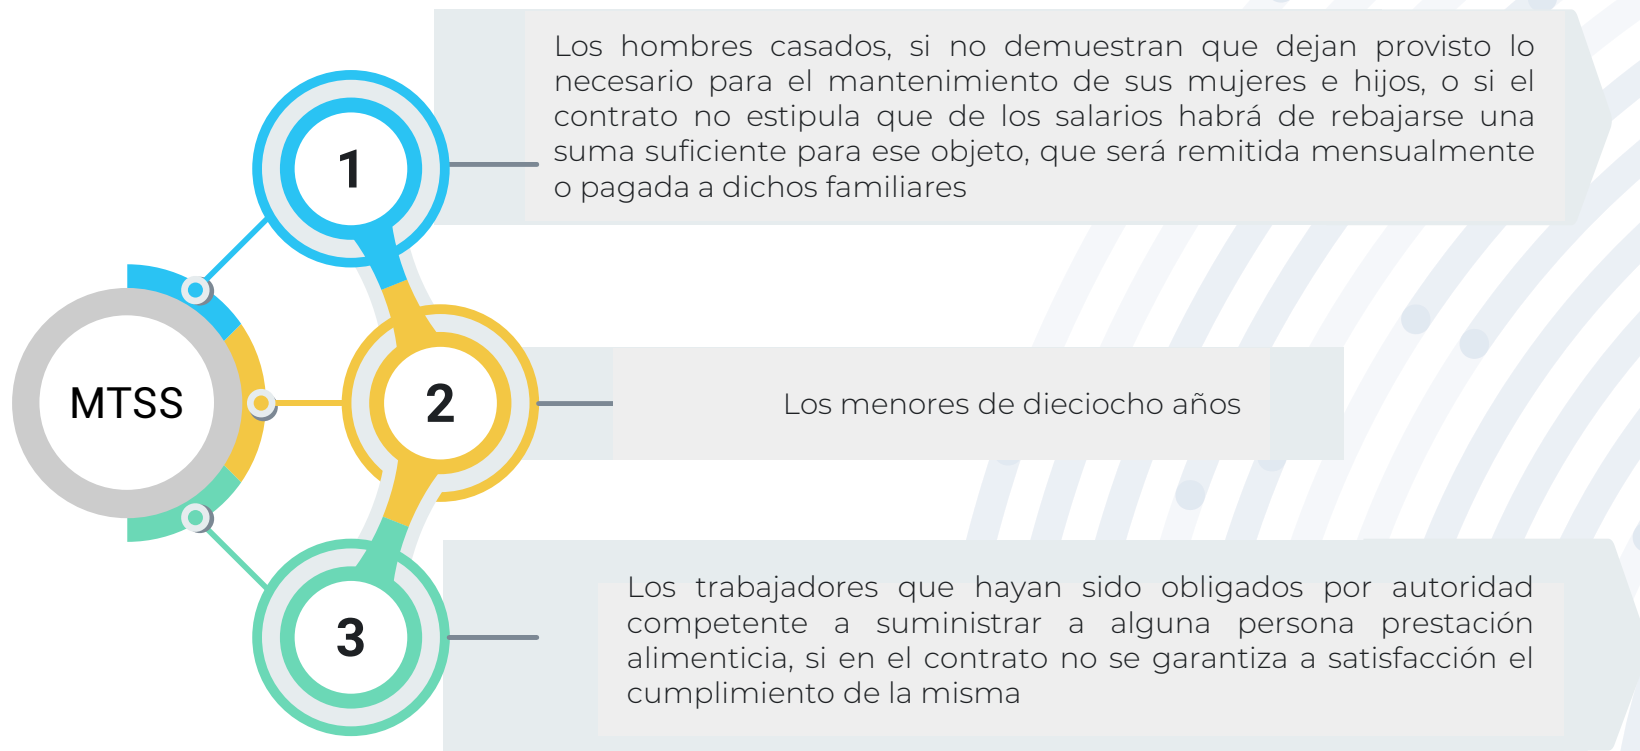 Los hombres casados, si no demuestran que dejan provisto lo
necesario para el mantenimiento de sus mujeres e hijos, o si el
contrato no estipula que de los salarios habrá de rebajarse una
suma suficiente para ese objeto, que será remitida mensualmente
o pagada a dichos familiares
1
MTSS
2
Los menores de dieciocho años
3
Los trabajadores que hayan sido obligados por autoridad
competente a suministrar a alguna persona prestación
alimenticia, si en el contrato no se garantiza a satisfacción el
cumplimiento de la misma